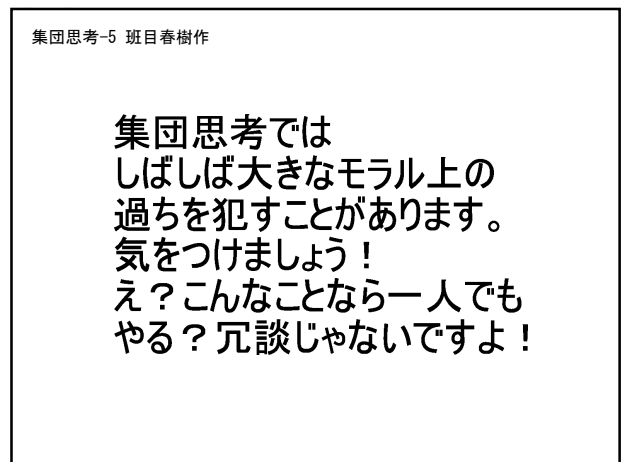 集団思考-5 班目春樹作
集団思考では
しばしば大きなモラル上の
過ちを犯すことがあります。
気をつけましょう！
え？こんなことなら一人でも
やる？冗談じゃないですよ！